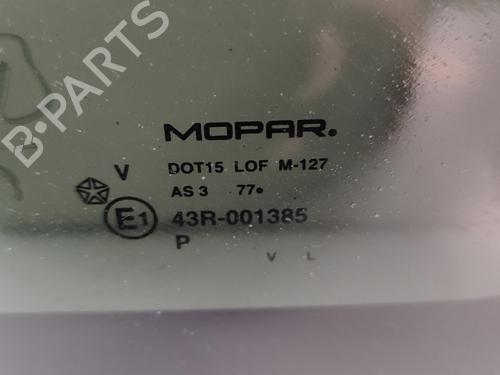 B-PARTS
MOPAR.
V DOT15 LOF M-127
AS 3 77
E1 43R-001385
P
V L